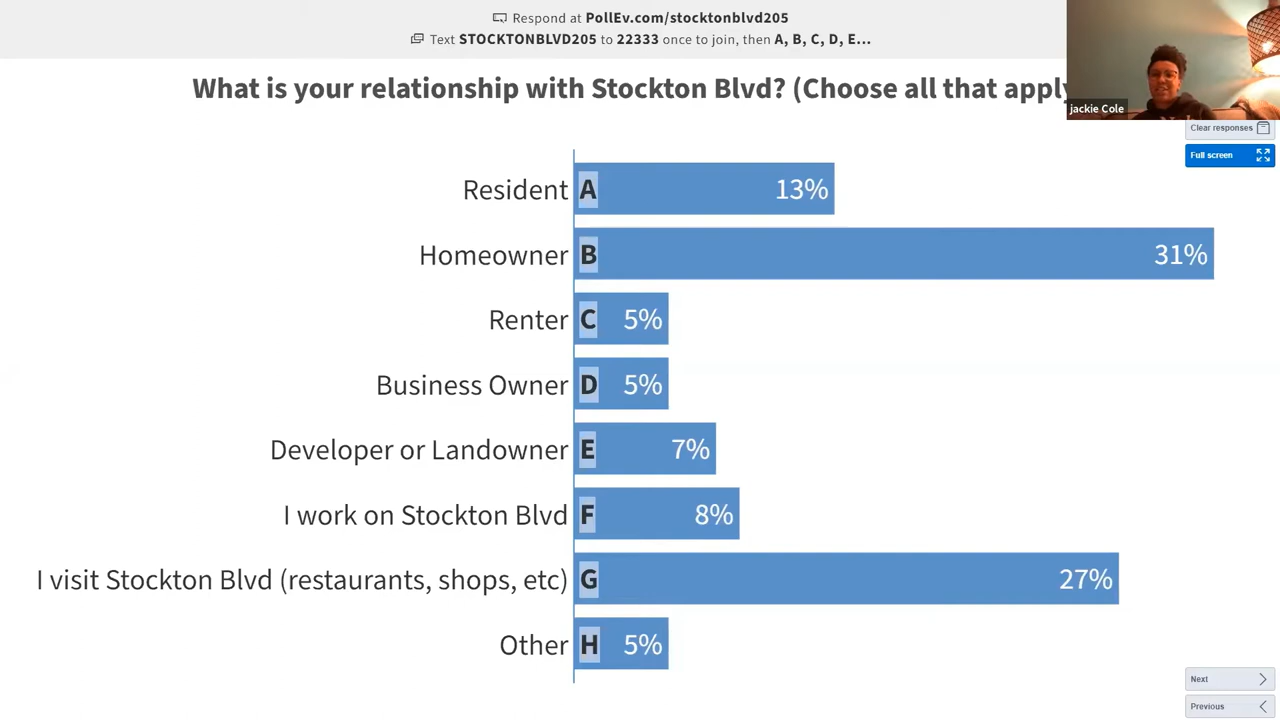 Respond at PollEv.com/stocktonblvd205
Text STOCKTONBLVD205 to 22333 once to join, then A, B, C, D, E...
What is your relationship with Stockton Blvd? (Choose all that apply
jackie Cole
Clear responses
Full screen
Resident A 13%
Homeowner B 31%
Renter C 5%
Business Owner D 5%
Developer or Landowner E 7%
I work on Stockton Blvd F 8%
I visit Stockton Blvd (restaurants, shops, etc) G 27%
Other H 5%
Next
Previous